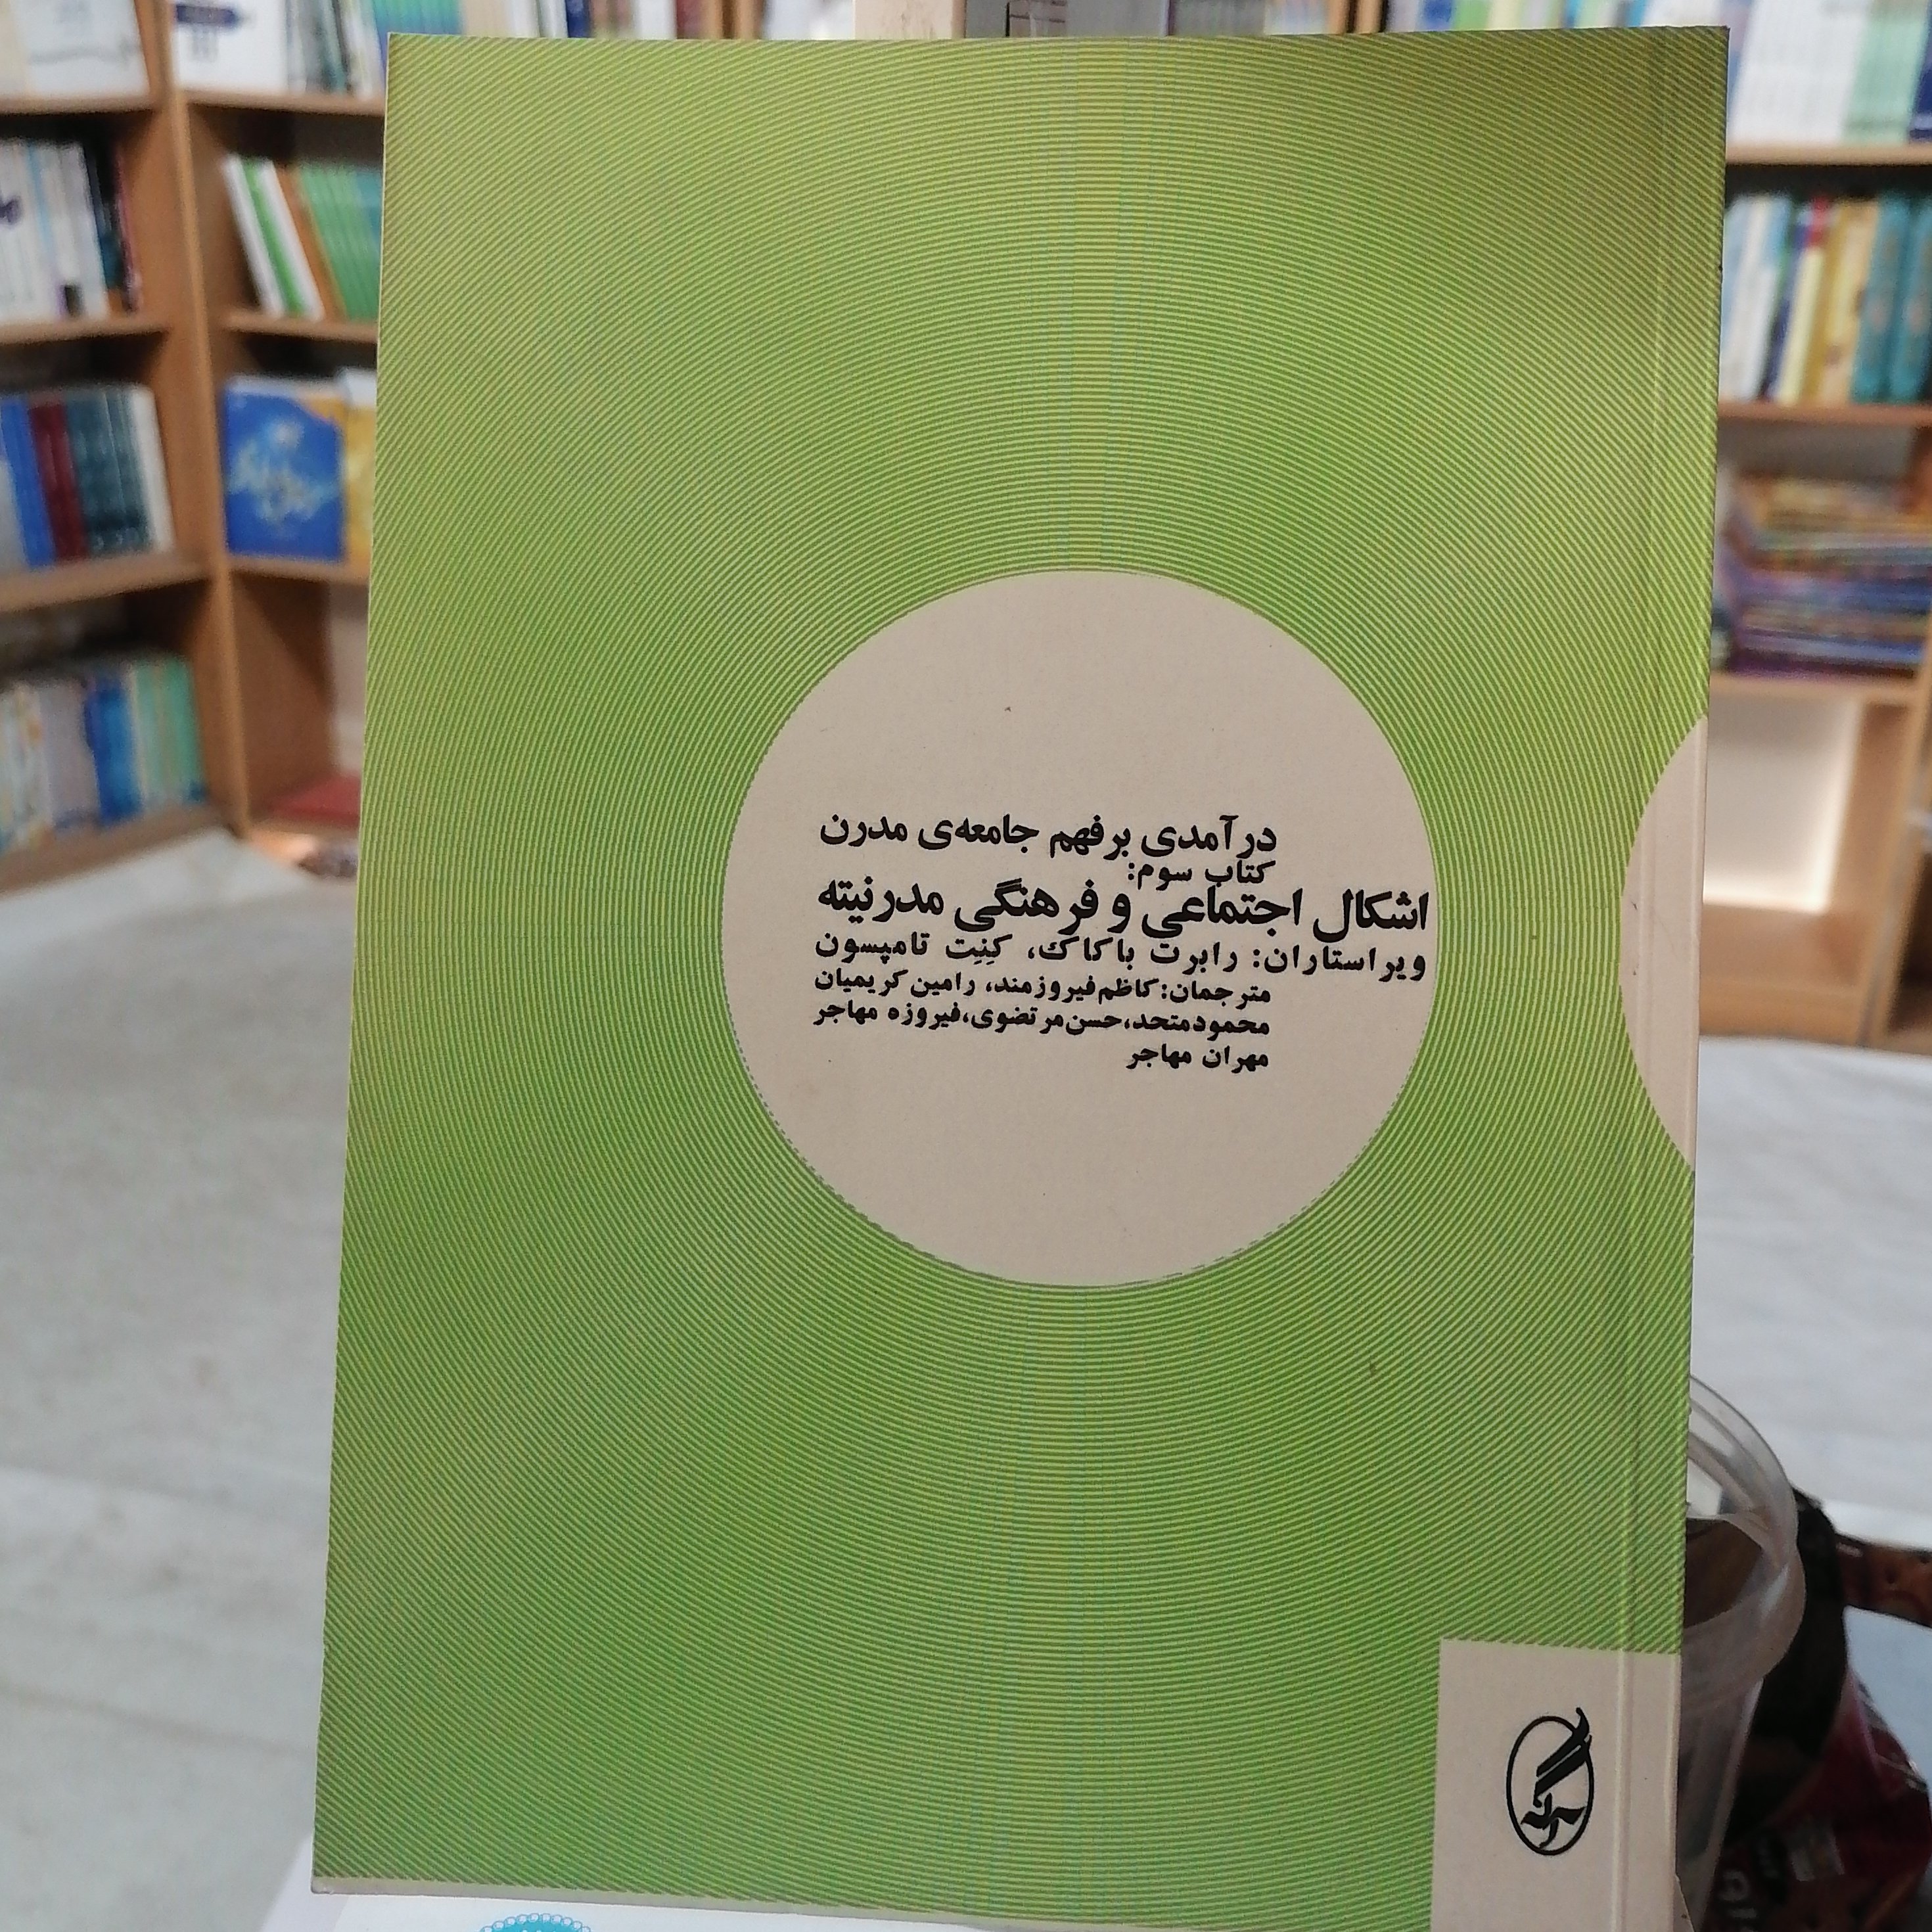 درآمدی بر فهم جامعه‌ی مدرن
کتاب سوم:
اشکال اجتماعی و فرهنگی مدرنیته
ویراستاران: رابرت باکاک، کِنِت تامپسون
مترجمان: کاظم فیروزمند، رامین کریمیان
محمود متحد، حسن مرتضوی، فیروزه مهاجر
مهران مهاجر
آگه